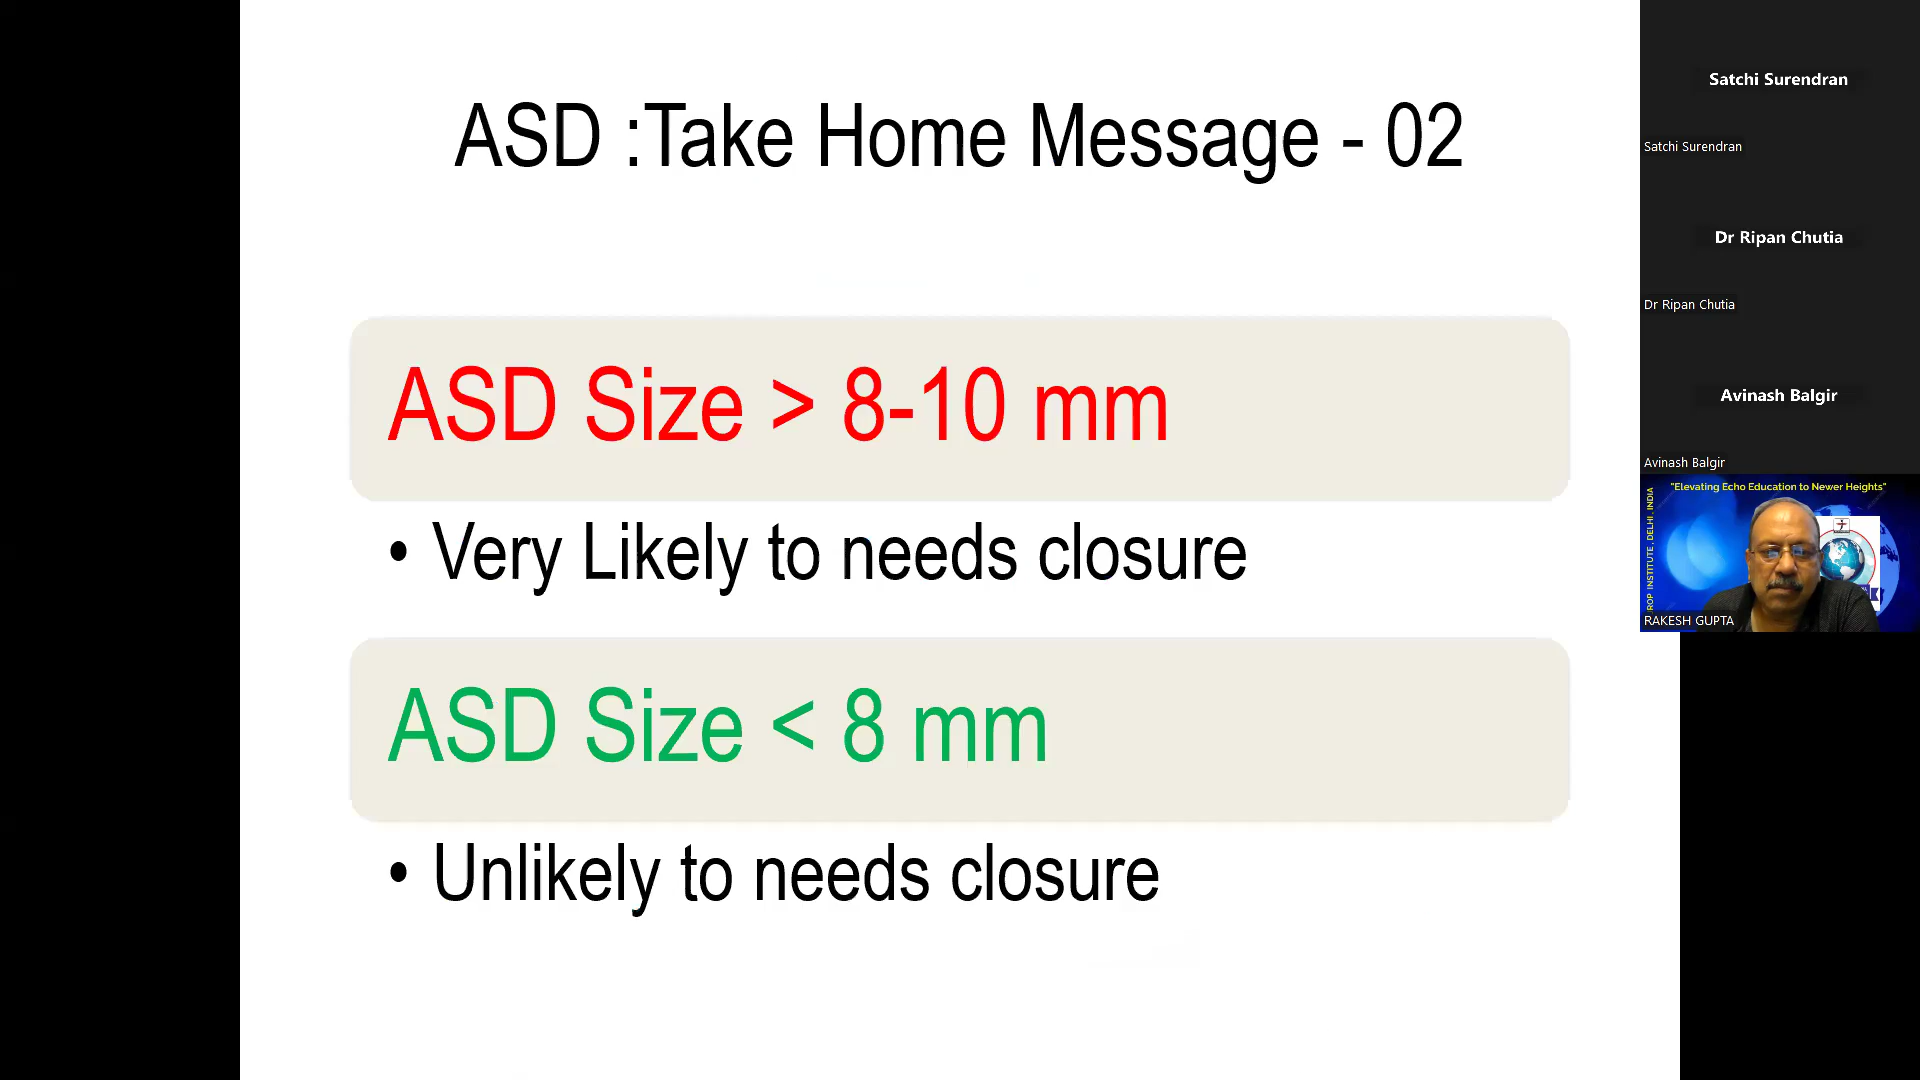 ASD :Take Home Message - 02
ASD Size > 8-10 mm
• Very Likely to needs closure
ASD Size < 8 mm
• Unlikely to needs closure
Satchi Surendran
Satchi Surendran
Dr Ripan Chutia
Dr Ripan Chutia
Avinash Balgir
Avinash Balgir
"Elevating Echo Education to Newer Heights"
INSTITUTE, DELHI, INDIA
RAKESH GUPTA